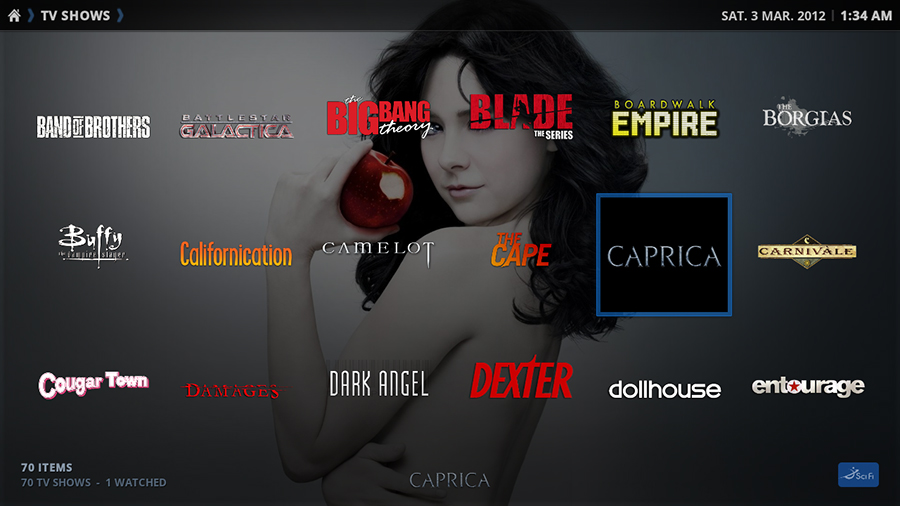 TV SHOWS
SAT. 3 MAR. 2012 | 1:34 AM
BAND OF BROTHERS
BATTLESTAR
GALACTICA
the
BIG BANG
theory
BLADE
THE SERIES
BOARDWALK
EMPIRE
THE
BORGIAS
Buffy
the vampire slayer
Californication
CAMELOT
THE
CAPE
CAPRICA
CARNIVÀLE
Cougar Town
DAMAGES
DARK ANGEL
DEXTER
dollhouse
entourage
70 ITEMS
70 TV SHOWS - 1 WATCHED
CAPRICA
Sci Fi